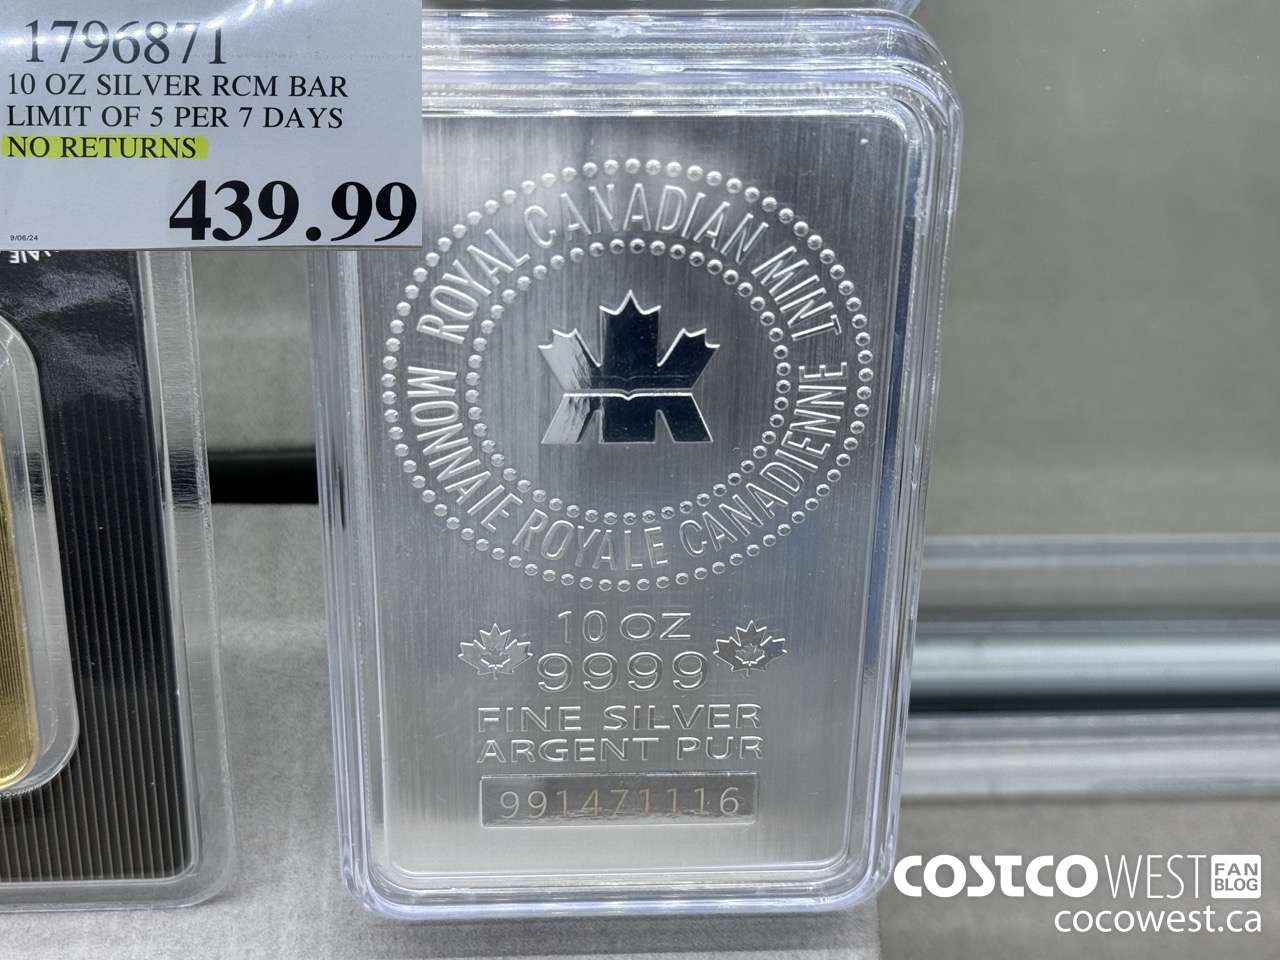 1796871
10 OZ SILVER RCM BAR
LIMIT OF 5 PER 7 DAYS
NO RETURNS
439.99
9/06/24
ROYAL CANADIAN MINT
MONNAIE ROYALE CANADIENNE
10 OZ
9999
FINE SILVER
ARGENT PUR
991471116
COSTCO WEST FAN BLOG
cocowest.ca